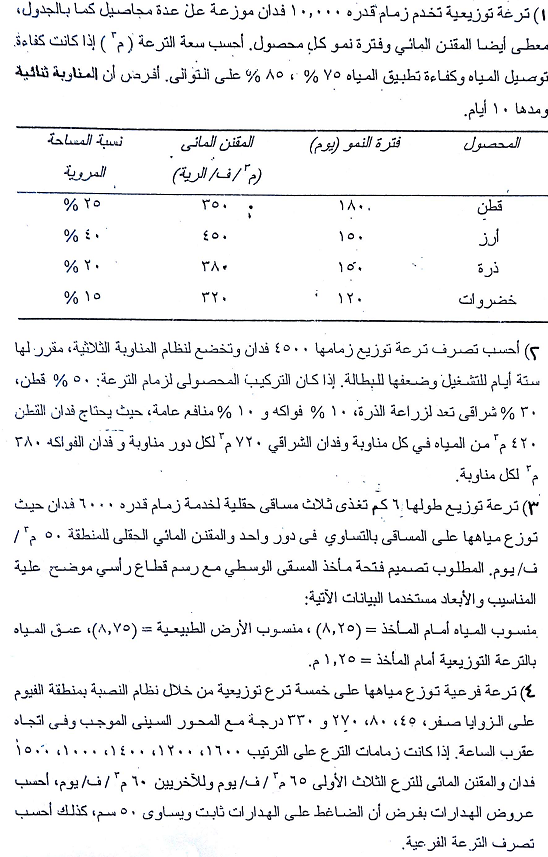 ١) ترعة توزيعية تخدم زمام قدره ١٠,٠٠٠ فدان موزعة على عدة محاصيل كما بالجدول،
معطى أيضا المقنن المائي وفترة نمو كل محصول. أحسب سعة الترعة (م٣) إذا كانت كفاءة
توصيل المياه وكفاءة تطبيق المياه ٧٥ % ، ٨٥ % على التوالى. أفرض أن المناوبة ثنائية
ومدها ١٠ أيام.
المحصول فترة النمو (يوم) المقنن المائى نسبة المساحة
(م٣/ف/الرية) المروية
قطن ١٨٠ ٣٥٠ ٢٥ %
أرز ١٥٠ ٤٥٠ ٤٠ %
ذرة ١٥٠ ٣٨٠ ٢٠ %
خضروات ١٢٠ ٣٢٠ ١٥ %
٢) أحسب تصرف ترعة توزيع زمامها ٤٥٠٠ فدان وتخضع لنظام المناوبة الثلاثية، مقرر لها
ستة أيام للتشغيل وضعفها للبطالة. إذا كان التركيب المحصولى لزمام الترعة: ٥٠ % قطن،
٣٠ % شراقى تعد لزراعة الذرة، ١٠ % فواكه و ١٠ % منافع عامة، حيث يحتاج فدان القطن
٤٢٠ م٣ من المياه في كل مناوبة وفدان الشراقي ٧٢٠ م٣ لكل دور مناوبة و فدان الفواكه ٣٨٠
م٣ لكل مناوبة.
٣) ترعة توزيع طولها ٦ كم تغذى ثلاث مساقى حقلية لخدمة زمام قدره ٦٠٠٠ فدان حيث
توزع مياهها على المساقى بالتساوي فى دور واحد والمقنن المائي الحقلى للمنطقة ٥٠ م٣/
ف/يوم. المطلوب تصميم فتحة مأخذ المسقى الوسطي مع رسم قطاع رأسي موضح علية
المناسيب والأبعاد مستخدما البيانات الآتية:
منسوب المياه أمام المأخذ = (٨,٢٥) ، منسوب الأرض الطبيعية = (٨,٧٥)، عمق المياه
بالترعة التوزيعية أمام المأخذ = ١,٢٥ م.
٤) ترعة فرعية توزع مياهها على خمسة ترع توزيعية من خلال نظام النصبة بمنطقة الفيوم
على الزوايا صفر، ٤٥، ٨٠، ٢٧٠ و ٣٣٠ درجة مع المحور السينى الموجب وفى اتجاه
عقرب الساعة. إذا كانت زمامات الترع على الترتيب ١٦٠٠، ١٢٠٠، ١٤٠٠، ١٠٠٠، ١٥٠٠
فدان والمقنن المائى للترع الثلاث الأولى ٦٥ م٣/ف/يوم وللآخريين ٦٠ م٣/ف/يوم، أحسب
عروض الهدارات بفرض أن الضاغط على الهدارات ثابت ويساوى ٥٠ سم، كذلك أحسب
تصرف الترعة الفرعية.